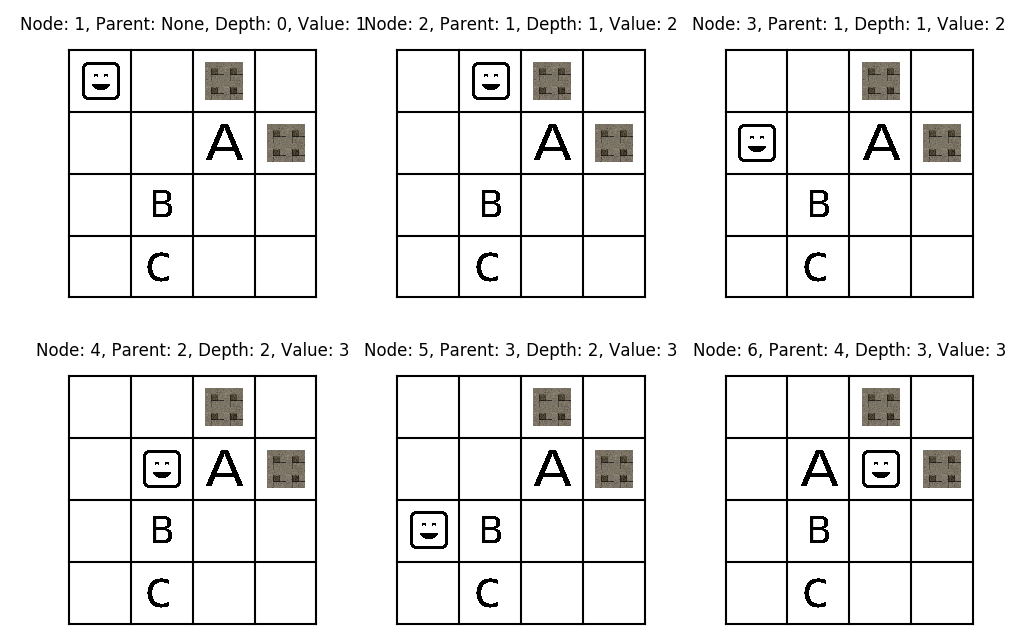 Node: 1, Parent: None, Depth: 0, Value: 1
Node: 2, Parent: 1, Depth: 1, Value: 2
Node: 3, Parent: 1, Depth: 1, Value: 2
A
A
A
B
B
B
C
C
C
Node: 4, Parent: 2, Depth: 2, Value: 3
Node: 5, Parent: 3, Depth: 2, Value: 3
Node: 6, Parent: 4, Depth: 3, Value: 3
A
A
A
B
B
B
C
C
C